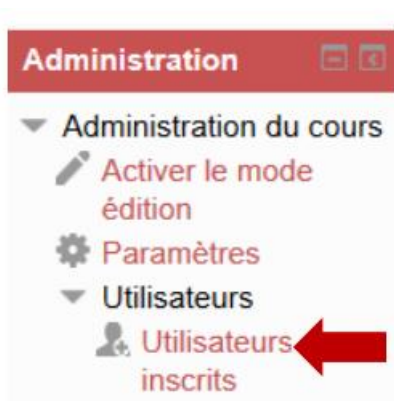 Administration
Administration du cours
Activer le mode
édition
Paramètres
Utilisateurs
Utilisateurs
inscrits